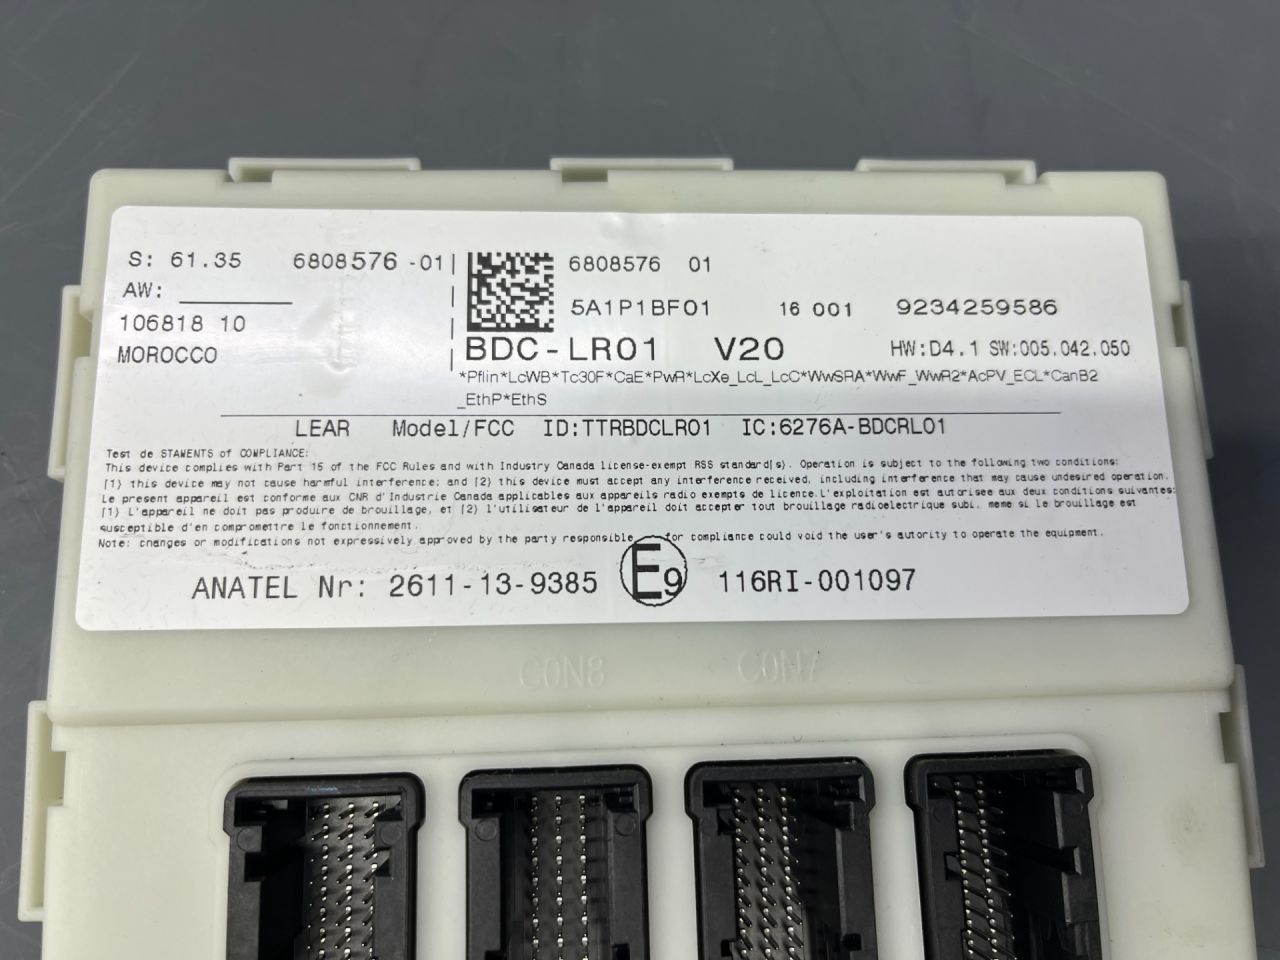 S: 61.35 6808576 -01 6808576 01
AW: 5A1P1BF01 16 001 9234259586
106818 10
MOROCCO BDC-LR01 V20 HW:D4.1 SW:005.042.050
*Pflin*LcWB*Tc30F*CaE*PwR*LcXe_LcL_LcC*WwSRA*WwF_WwR2*AcPV_ECL*CanB2
_EthP*EthS
LEAR Model/FCC ID:TTRBDCLR01 IC:6276A-BDCRL01
Test de STAMENTS of COMPLIANCE:
This device complies with Part 15 of the FCC Rules and with Industry Canada license-exempt RSS standard(s). Operation is subject to the following two conditions:
(1) this device may not cause harmful interference; and (2) this device must accept any interference received, including interference that may cause undesired operation.
Le present appareil est conforme aux CNR d'Industrie Canada applicables aux appareils radio exempts de licence.L'exploitation est autorisee aux deux conditions suivantes:
(1) L'appareil ne doit pas produire de brouillage, et (2) l'utilisateur de l'appareil doit accepter tout brouillage radioelectrique subi, meme si le brouillage est
susceptible d'en compromettre le fonctionnement.
Note: changes or modifications not expressively approved by the party responsible for compliance could void the user's autority to operate the equipment.
ANATEL Nr: 2611-13-9385 E9 116RI-001097
CON8 CON7